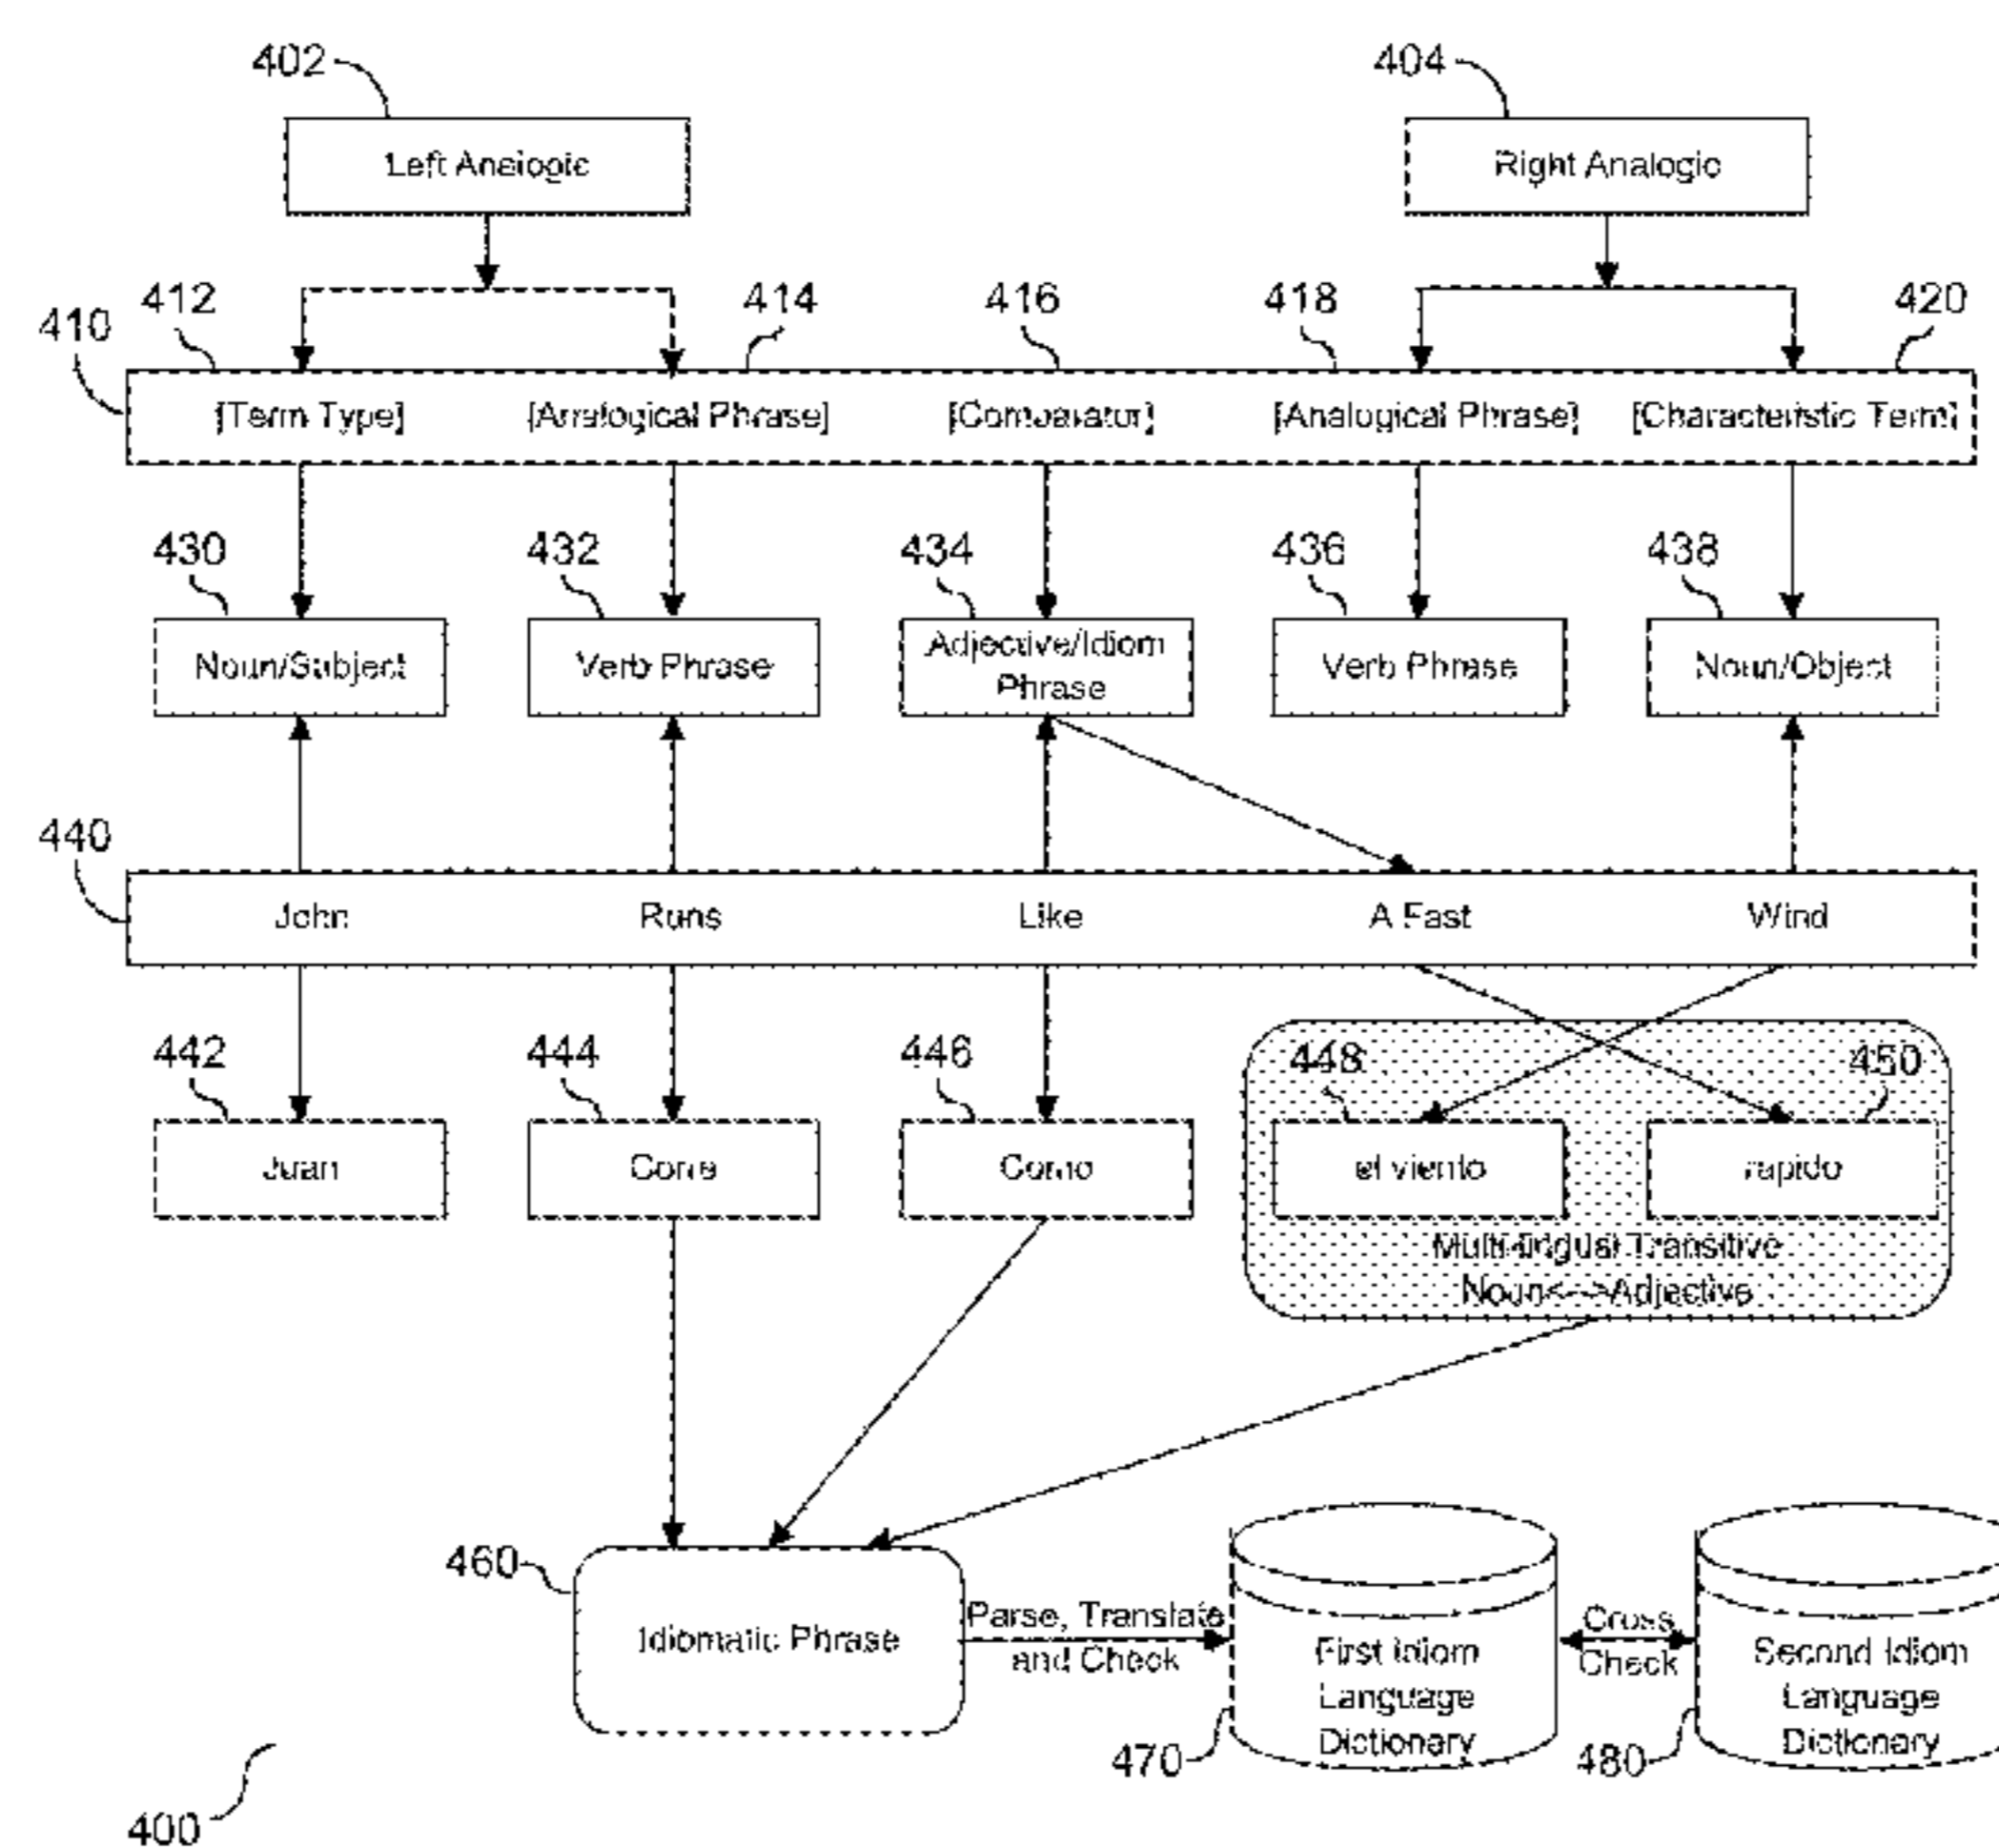 402
404
Left Analogic
Right Analogic
410
412
414
416
418
420
[Term Type]
[Analogical Phrase]
[Comparator]
[Analogical Phrase]
[Characteristic Term]
430
432
434
436
438
Noun/Subject
Verb Phrase
Adjective/Idiom
Phrase
Verb Phrase
Noun/Object
440
John
Runs
Like
A Fast
Wind
442
444
446
448
450
Juan
Corre
Como
el viento
rapido
Multi-lingual Transitive
Noun<-->Adjective
460
Idiomatic Phrase
Parse, Translate
and Check
First Idiom
Language
Dictionary
470
Cross
Check
Second Idiom
Language
Dictionary
480
400